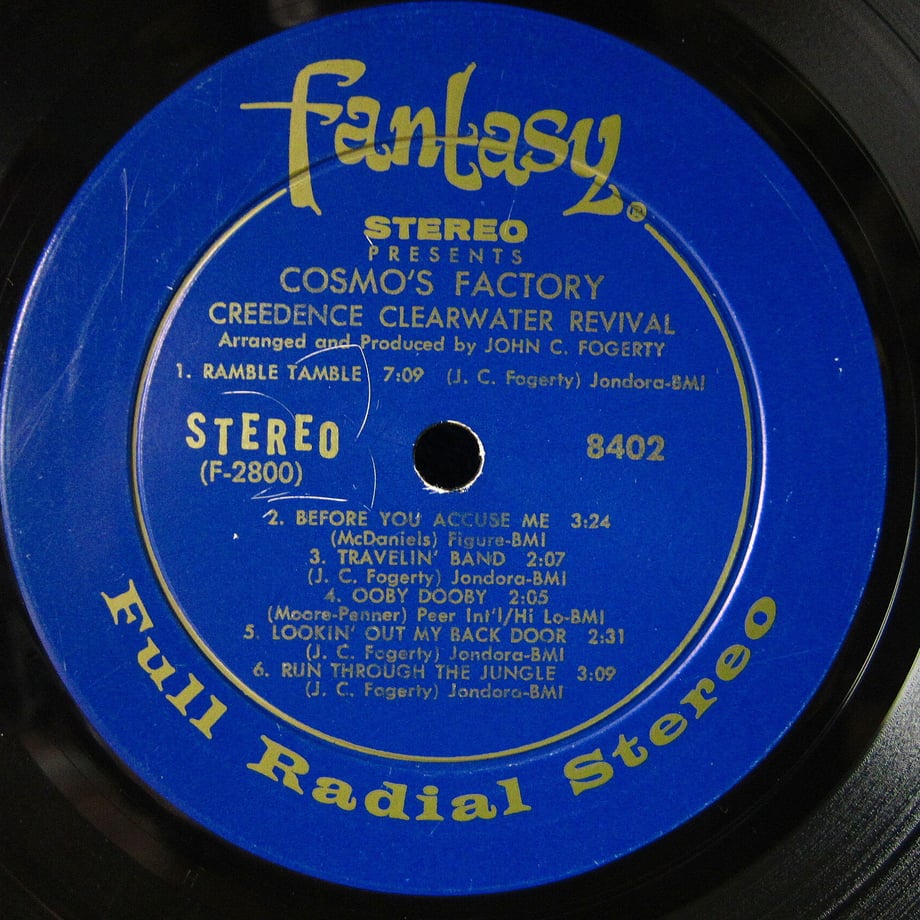 fantasy®
STEREO
PRESENTS
COSMO'S FACTORY
CREEDENCE CLEARWATER REVIVAL
Arranged and Produced by JOHN C. FOGERTY
1. RAMBLE TAMBLE 7:09 (J. C. Fogerty) Jondora-BMI
STEREO 8402
(F-2800)
2. BEFORE YOU ACCUSE ME 3:24
(McDaniels) Figure-BMI
3. TRAVELIN' BAND 2:07
(J. C. Fogerty) Jondora-BMI
4. OOBY DOOBY 2:05
(Moore-Penner) Peer Int'l/Hi Lo-BMI
5. LOOKIN' OUT MY BACK DOOR 2:31
(J. C. Fogerty) Jondora-BMI
6. RUN THROUGH THE JUNGLE 3:09
(J. C. Fogerty) Jondora-BMI
Full Radial Stereo